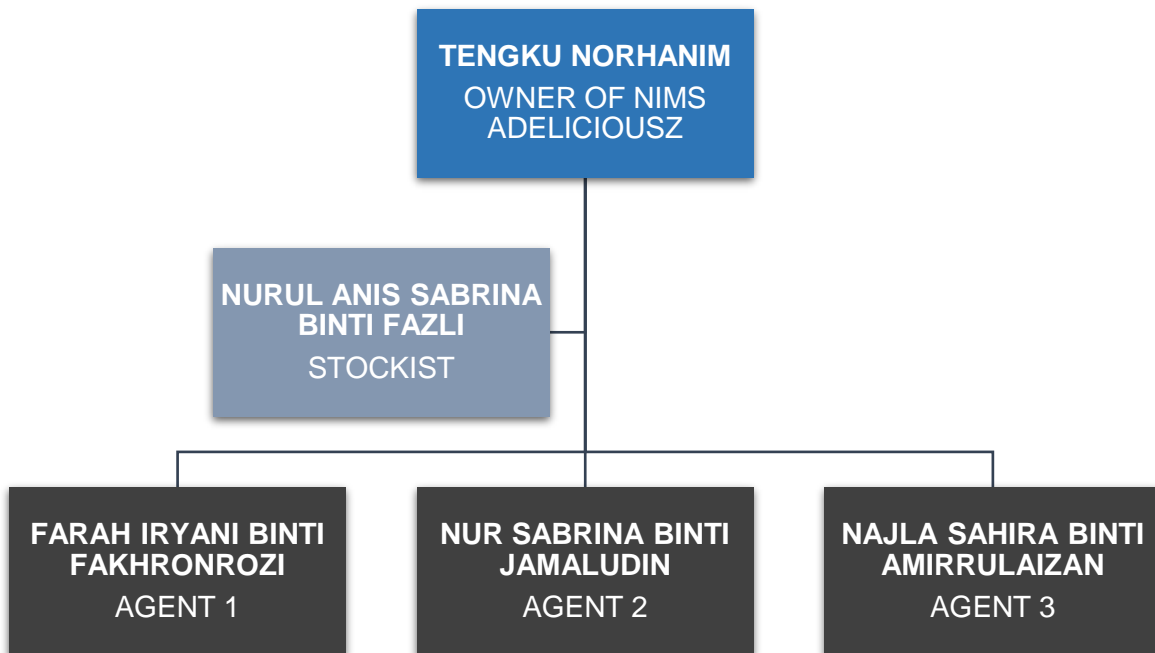 TENGKU NORHANIM
OWNER OF NIMS
ADELICIOUSZ
NURUL ANIS SABRINA
BINTI FAZLI
STOCKIST
FARAH IRYANI BINTI
FAKHRONROZI
AGENT 1
NUR SABRINA BINTI
JAMALUDIN
AGENT 2
NAJLA SAHIRA BINTI
AMIRRULAIZAN
AGENT 3